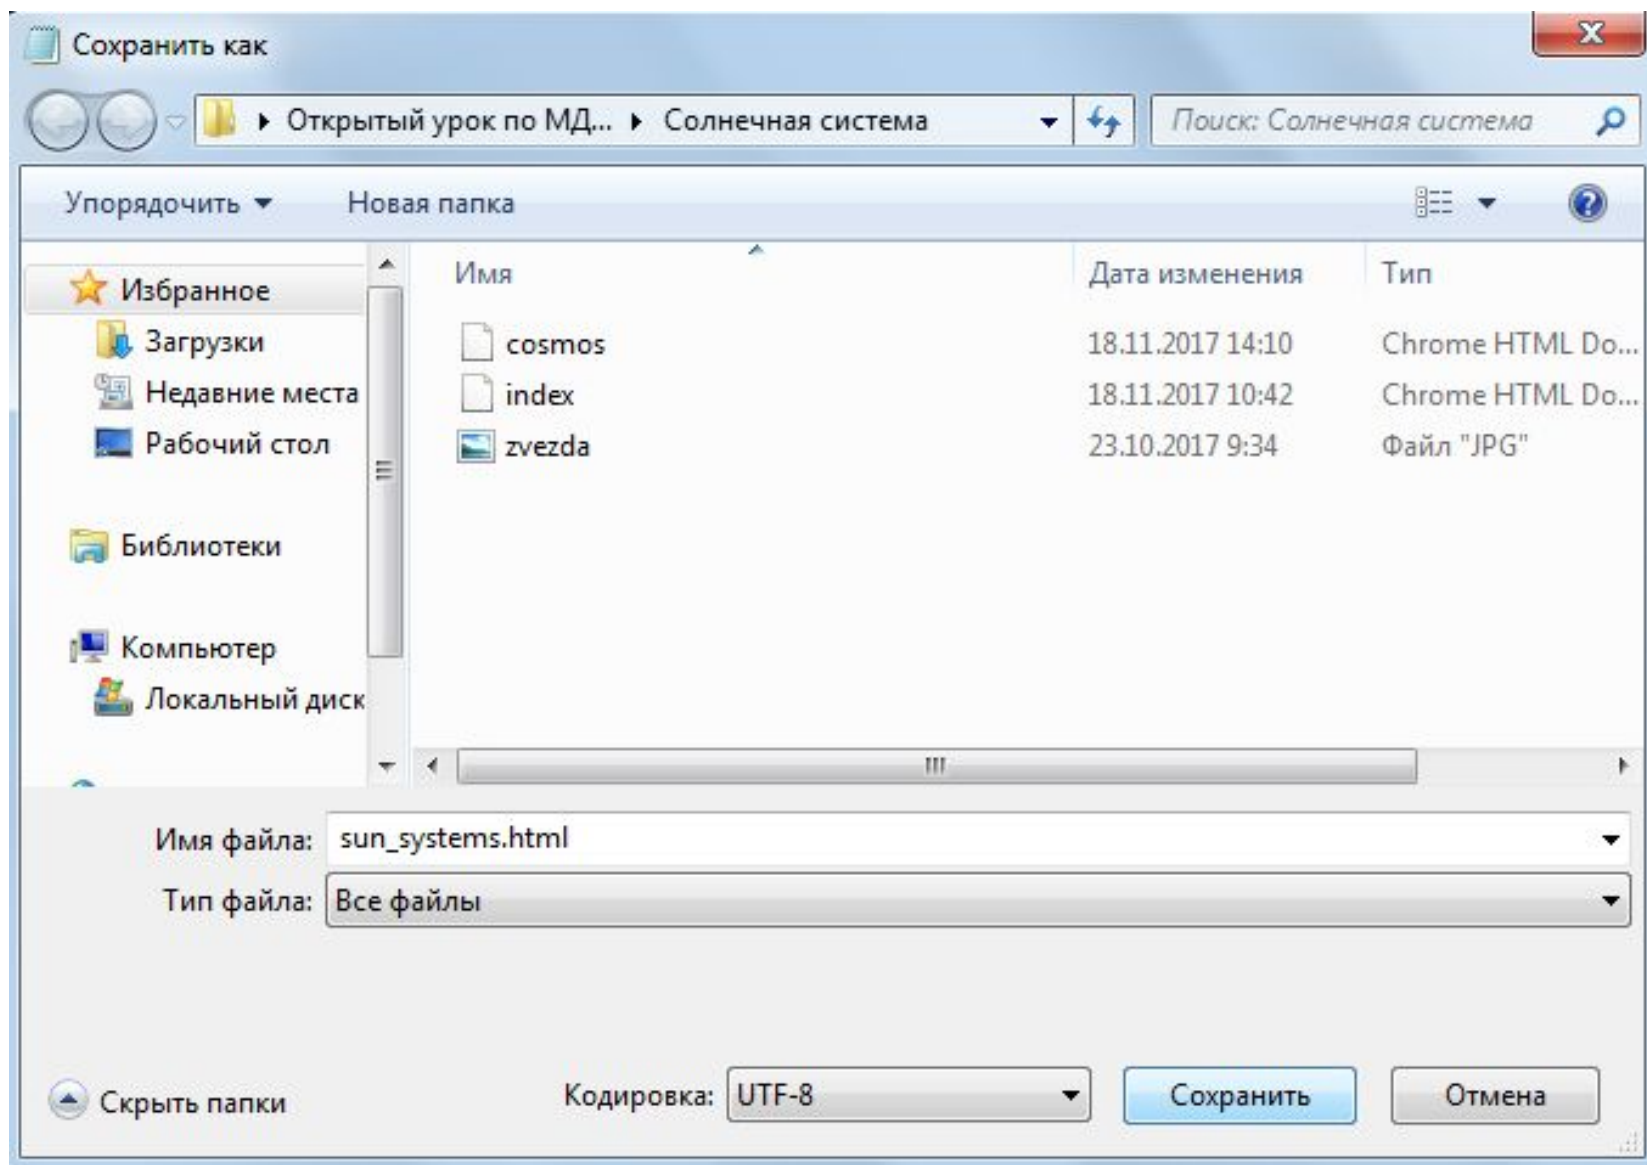 Сохранить как
Открытый урок по МД... Солнечная система
Поиск: Солнечная система
Упорядочить Новая папка
Избранное
Загрузки
Недавние места
Рабочий стол
Библиотеки
Компьютер
Локальный диск
Имя Дата изменения Тип
cosmos 18.11.2017 14:10 Chrome HTML Do...
index 18.11.2017 10:42 Chrome HTML Do...
zvezda 23.10.2017 9:34 Файл "JPG"
Имя файла: sun_systems.html
Тип файла: Все файлы
Скрыть папки Кодировка: UTF-8 Сохранить Отмена